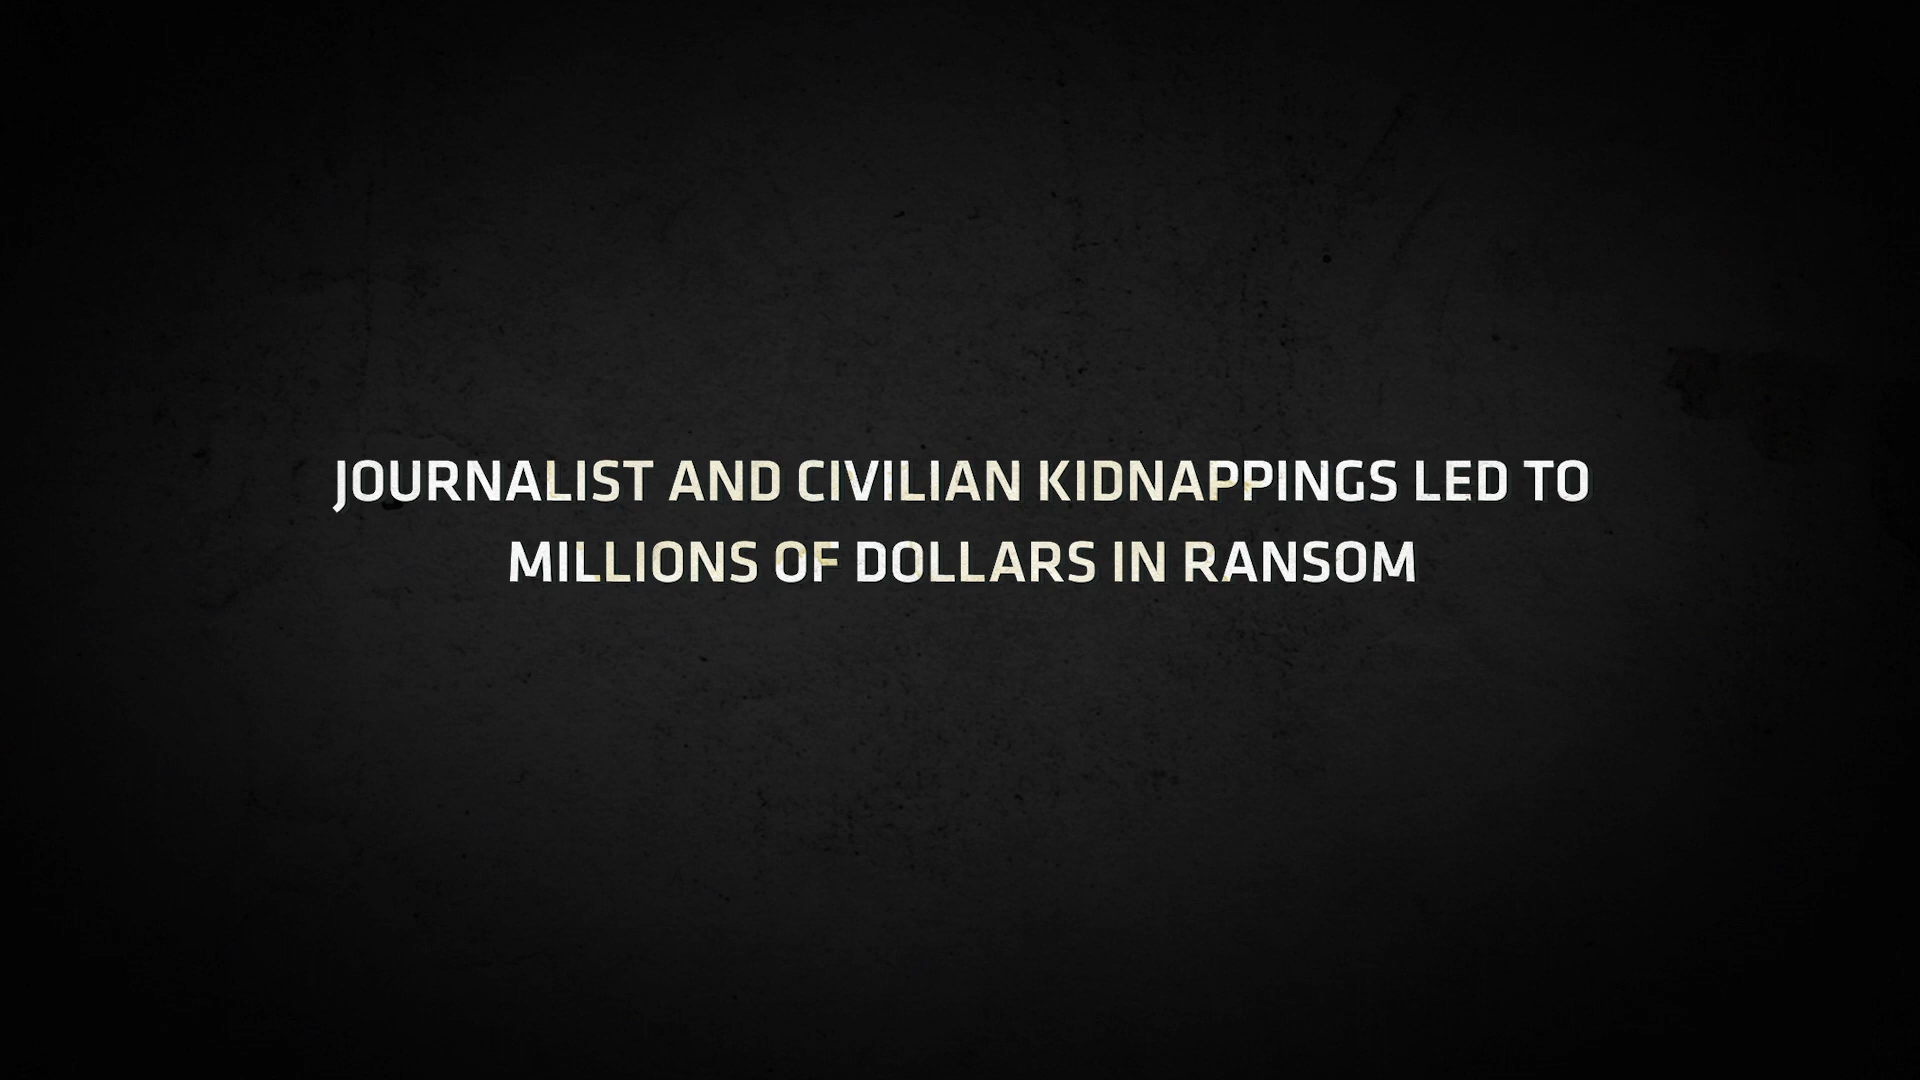 JOURNALIST AND CIVILIAN KIDNAPPINGS LED TO
MILLIONS OF DOLLARS IN RANSOM